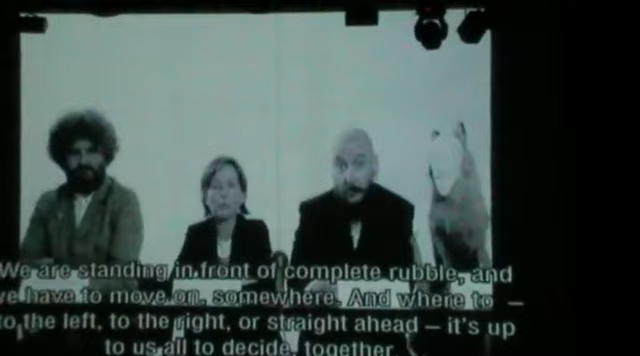 We are standing in front of complete rubble, and
we have to move on, somewhere. And where to –
to the left, to the right, or straight ahead – it's up
to us all to decide, together.